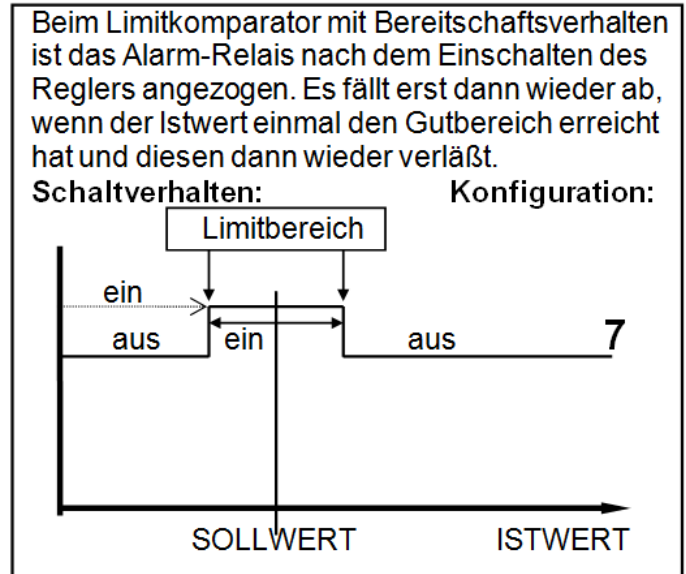 Beim Limitkomparator mit Bereitschaftsverhalten
ist das Alarm-Relais nach dem Einschalten des
Reglers angezogen. Es fällt erst dann wieder ab,
wenn der Istwert einmal den Gutbereich erreicht
hat und diesen dann wieder verläßt.
Schaltverhalten: Konfiguration:
Limitbereich
ein
aus ein aus 7
SOLLWERT ISTWERT